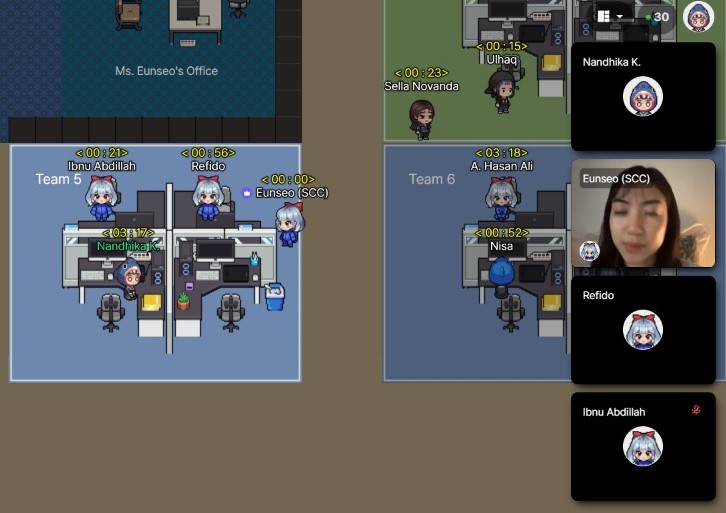 30
Ms. Eunseo's Office
< 00 : 15>
Ulhaq
< 00 : 23>
Sella Novanda
Nandhika K.
< 00 : 21>
Ibnu Abdillah
< 00 : 56>
Refido
< 00 : 00>
Eunseo (SCC)
Team 5
< 03 : 17>
Nandhika K.
< 03 : 18>
A. Hasan Ali
Team 6
< 00 : 52>
Nisa
Eunseo (SCC)
Refido
Ibnu Abdillah